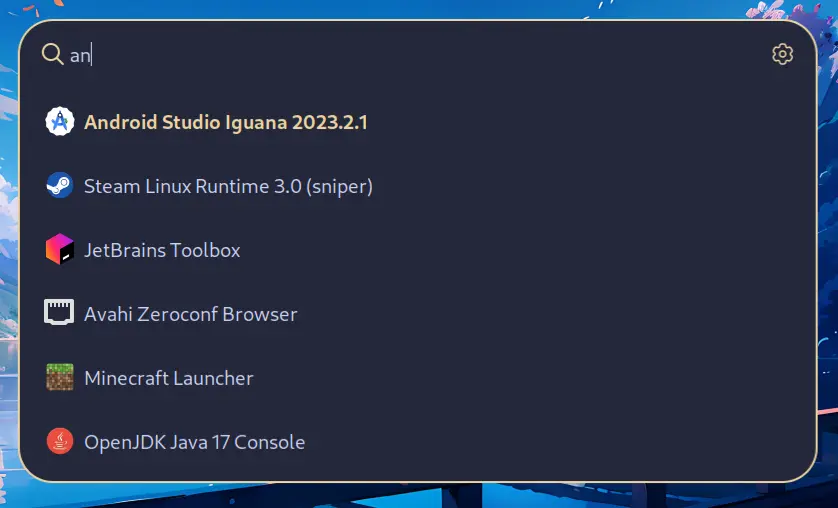 an
Android Studio Iguana 2023.2.1
Steam Linux Runtime 3.0 (sniper)
JetBrains Toolbox
Avahi Zeroconf Browser
Minecraft Launcher
OpenJDK Java 17 Console